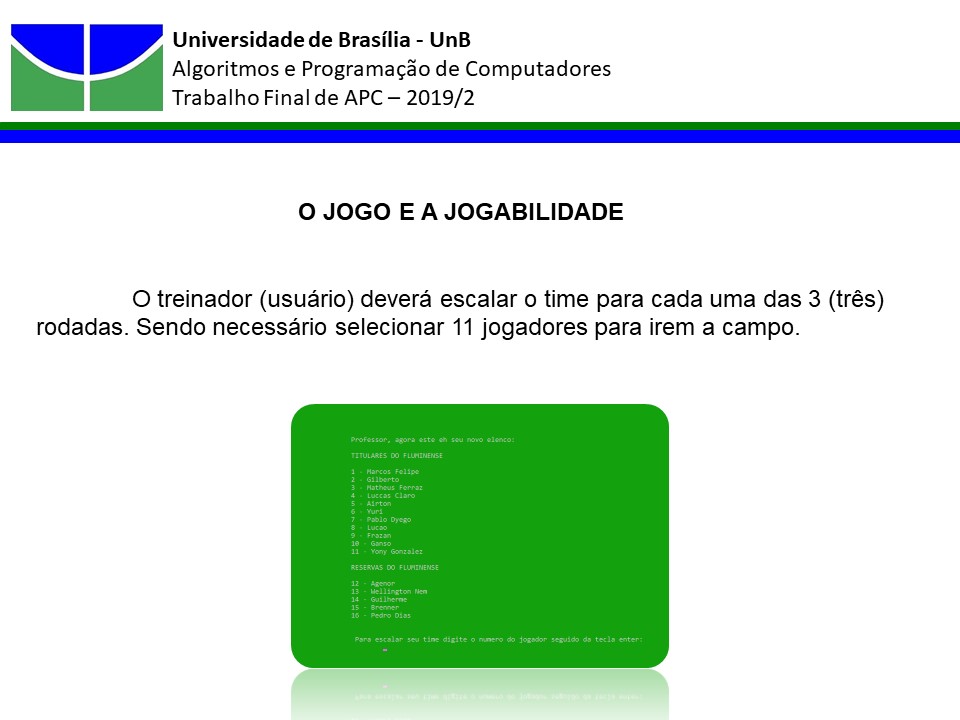 Universidade de Brasília - UnB
Algoritmos e Programação de Computadores
Trabalho Final de APC – 2019/2
O JOGO E A JOGABILIDADE
O treinador (usuário) deverá escalar o time para cada uma das 3 (três)
rodadas. Sendo necessário selecionar 11 jogadores para irem a campo.
Professor, agora este eh seu novo elenco:
TITULARES DO FLUMINENSE
1 - Marcos Felipe
2 - Gilberto
3 - Matheus Ferraz
4 - Luccas Claro
5 - Airton
6 - Yuri
7 - Pablo Dyego
8 - Lucao
9 - Frazan
10 - Ganso
11 - Yony Gonzalez
RESERVAS DO FLUMINENSE
12 - Agenor
13 - Wellington Nem
14 - Guilherme
15 - Brenner
16 - Pedro Dias
Para escalar seu time digite o numero do jogador seguido da tecla enter: